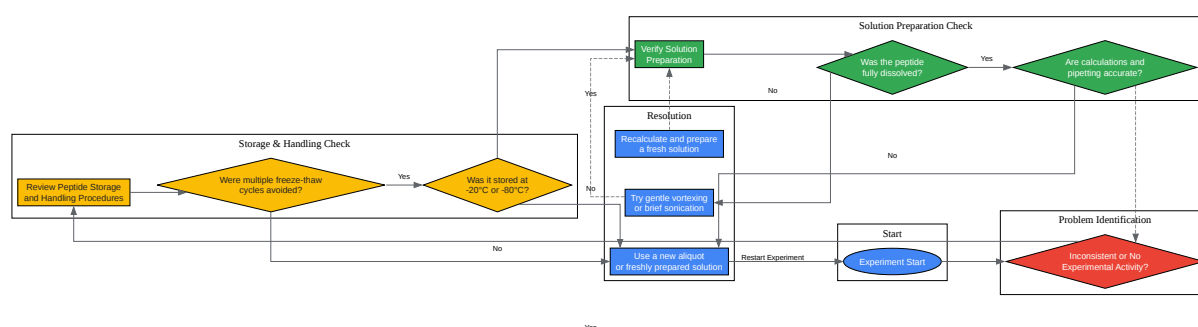 Solution Preparation Check
Verify Solution
Preparation
Was the peptide
fully dissolved?
Yes
Are calculations and
pipetting accurate?
Yes
No
Resolution
Recalculate and prepare
a fresh solution
Storage & Handling Check
Were multiple freeze-thaw
cycles avoided?
Yes
Was it stored at
-20°C or -80°C?
No
No
Review Peptide Storage
and Handling Procedures
Try gentle vortexing
or brief sonication
Problem Identification
Start
No
Use a new aliquot
or freshly prepared solution
Restart Experiment
Experiment Start
Inconsistent or No
Experimental Activity?
Yes